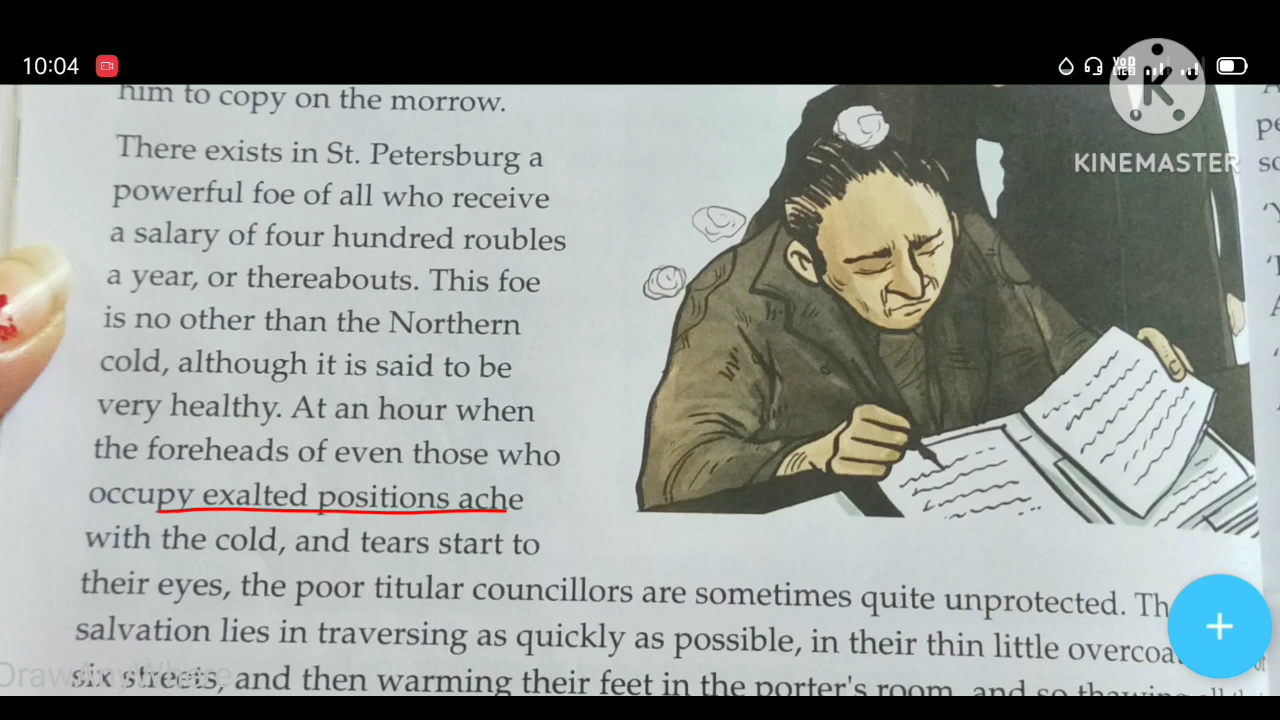 10:04
VoD
LTE2
KINEMASTER
him to copy on the morrow.
There exists in St. Petersburg a
powerful foe of all who receive
a salary of four hundred roubles
a year, or thereabouts. This foe
is no other than the Northern
cold, although it is said to be
very healthy. At an hour when
the foreheads of even those who
occupy exalted positions ache
with the cold, and tears start to
their eyes, the poor titular councillors are sometimes quite unprotected.
salvation lies in traversing as quickly as possible, in their thin little
six streets, and then warming their feet in the porter's room, and so thawing